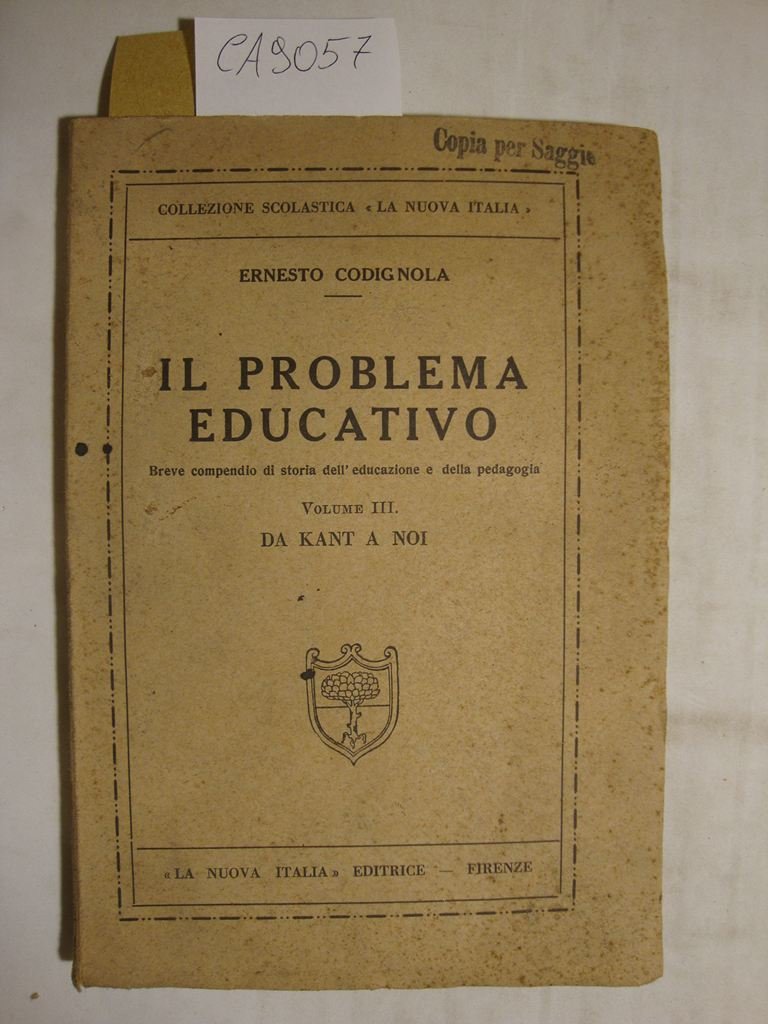 CA9057
Copia per Saggio
COLLEZIONE SCOLASTICA « LA NUOVA ITALIA »
ERNESTO CODIGNOLA
IL PROBLEMA
EDUCATIVO
Breve compendio di storia dell' educazione e della pedagogia
VOLUME III.
DA KANT A NOI
« LA NUOVA ITALIA » EDITRICE — FIRENZE